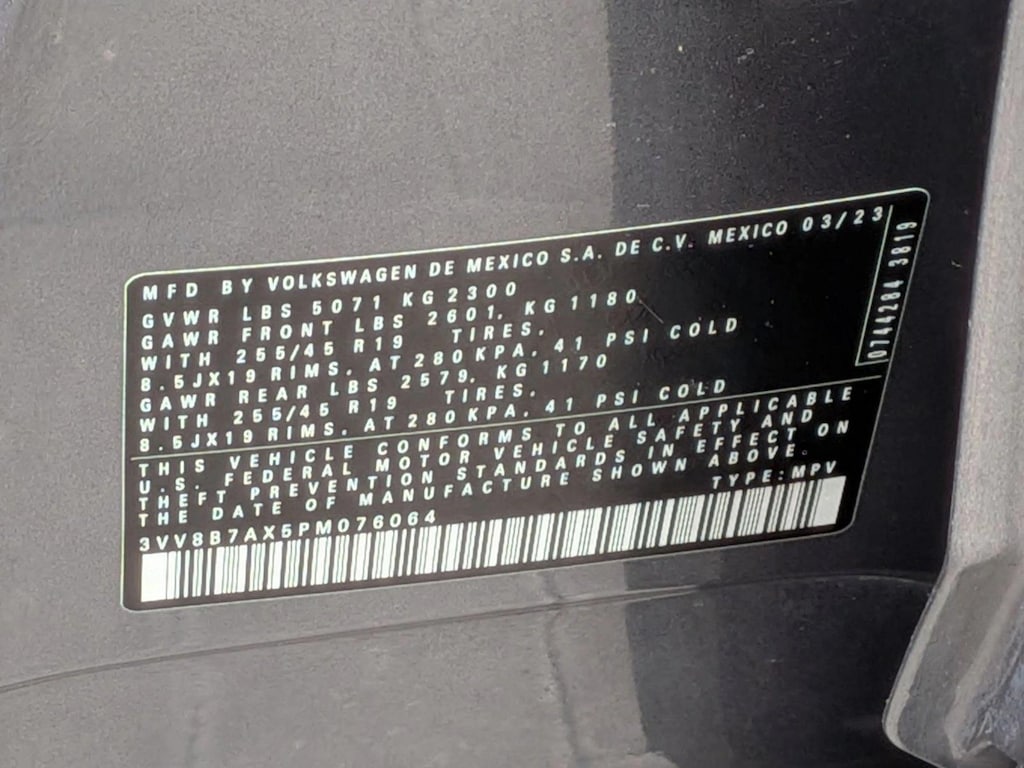 MFD BY VOLKSWAGEN DE MEXICO S.A. DE C.V. MEXICO 03/23
GVWR LBS 5071 KG 2300
GAWR FRONT LBS 2601, KG 1180
WITH 255/45 R19 TIRES,
8.5JX19 RIMS, AT 280 KPA, 41 PSI COLD
GAWR REAR LBS 2579, KG 1170
WITH 255/45 R19 TIRES,
8.5JX19 RIMS, AT 280 KPA, 41 PSI COLD
THIS VEHICLE CONFORMS TO ALL APPLICABLE
U.S. FEDERAL MOTOR VEHICLE SAFETY AND
THEFT PREVENTION STANDARDS IN EFFECT ON
THE DATE OF MANUFACTURE SHOWN ABOVE.
3VV8B7AX5PM076064 TYPE: MPV
0744284 3819